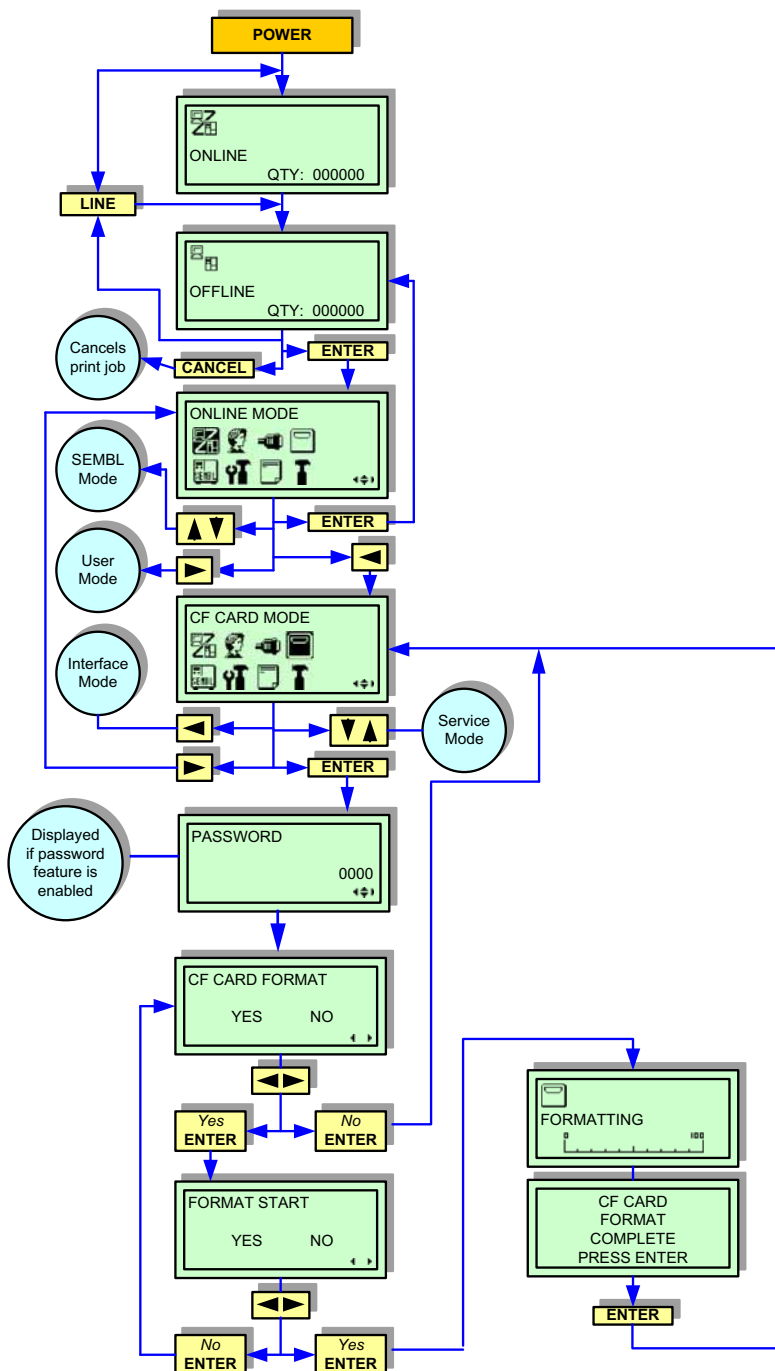 POWER
ONLINE
QTY: 000000
LINE
OFFLINE
QTY: 000000
Cancels
print job
CANCEL
ENTER
ONLINE MODE
SEMBL
SEMBL
Mode
ENTER
User
Mode
CF CARD MODE
SEMBL
Interface
Mode
Service
Mode
ENTER
Displayed
if password
feature is
enabled
PASSWORD
0000
CF CARD FORMAT
YES NO
Yes
ENTER
No
ENTER
FORMAT START
YES NO
No
ENTER
Yes
ENTER
FORMATTING
0 100
CF CARD
FORMAT
COMPLETE
PRESS ENTER
ENTER